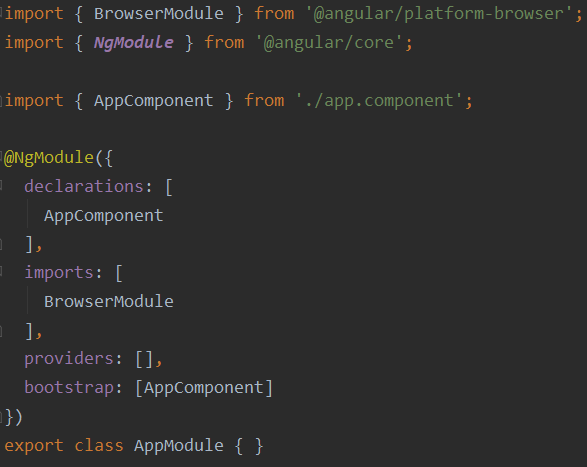 import { BrowserModule } from '@angular/platform-browser';
import { NgModule } from '@angular/core';
import { AppComponent } from './app.component';
@NgModule({
declarations: [
AppComponent
],
imports: [
BrowserModule
],
providers: [],
bootstrap: [AppComponent]
})
export class AppModule { }